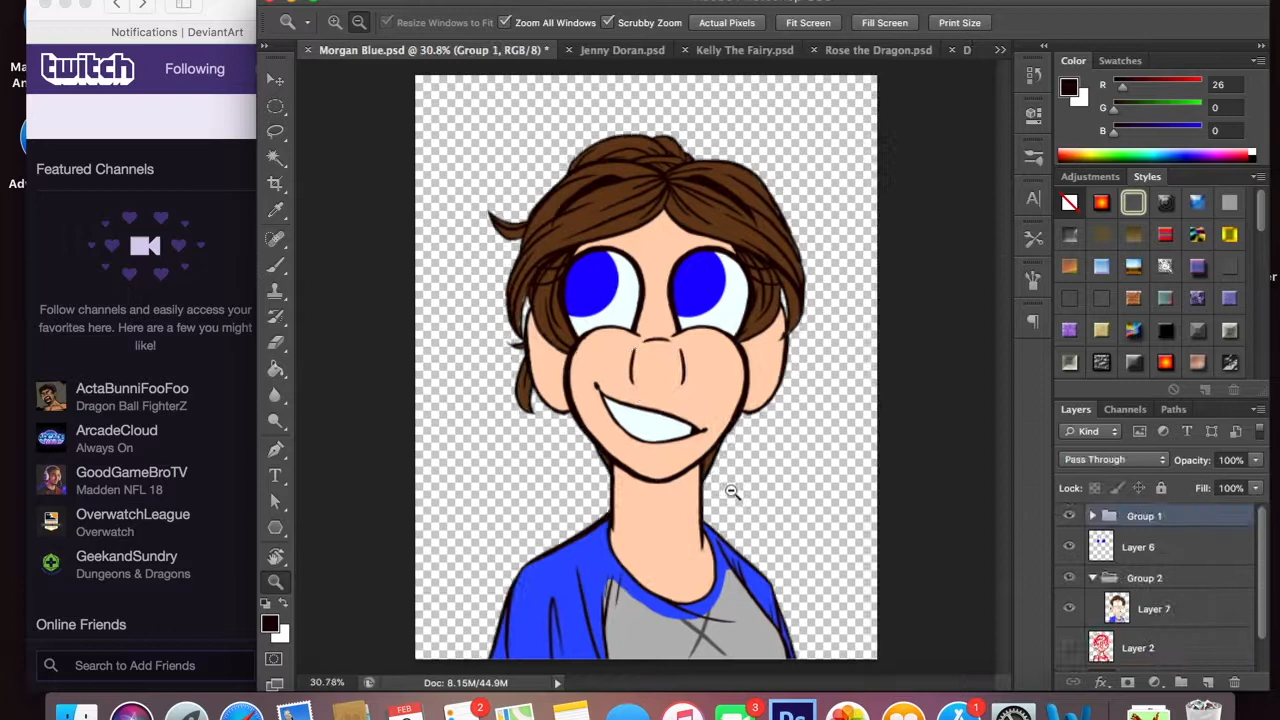 Notifications | DeviantArt
Resize Windows to Fit
Zoom All Windows
Scrubby Zoom
Actual Pixels
Fit Screen
Fill Screen
Print Size
Morgan Blue.psd @ 30.8% (Group 1, RGB/8) *
Jenny Doran.psd
Kelly The Fairy.psd
Rose the Dragon.psd
D
twitch
Following
Featured Channels
Follow channels and easily access your
favorites here. Here are a few you might
like!
ActaBunniFooFoo
Dragon Ball FighterZ
ArcadeCloud
Always On
GoodGameBroTV
Madden NFL 18
OverwatchLeague
Overwatch
GeekandSundry
Dungeons & Dragons
Online Friends
Search to Add Friends
30.78%
Doc: 8.15M/44.9M
Color
Swatches
R
26
G
0
B
0
Adjustments
Styles
Layers
Channels
Paths
Kind
Pass Through
Opacity: 100%
Lock:
Fill: 100%
Group 1
Layer 6
Group 2
Layer 7
Layer 2
FEB
2
3
Ps
1